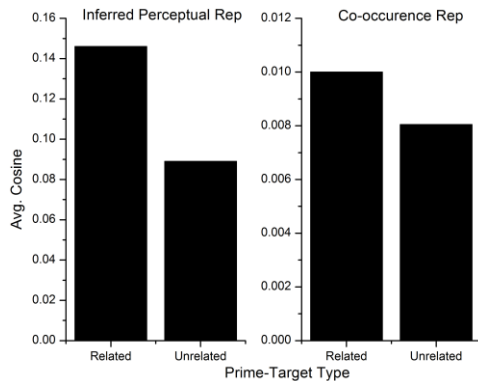 Inferred Perceptual Rep
Co-occurence Rep
Avg. Cosine
0.16
0.14
0.12
0.10
0.08
0.06
0.04
0.02
0.00
Related
Unrelated
0.012
0.010
0.008
0.006
0.004
0.002
0.000
Related
Unrelated
Prime-Target Type